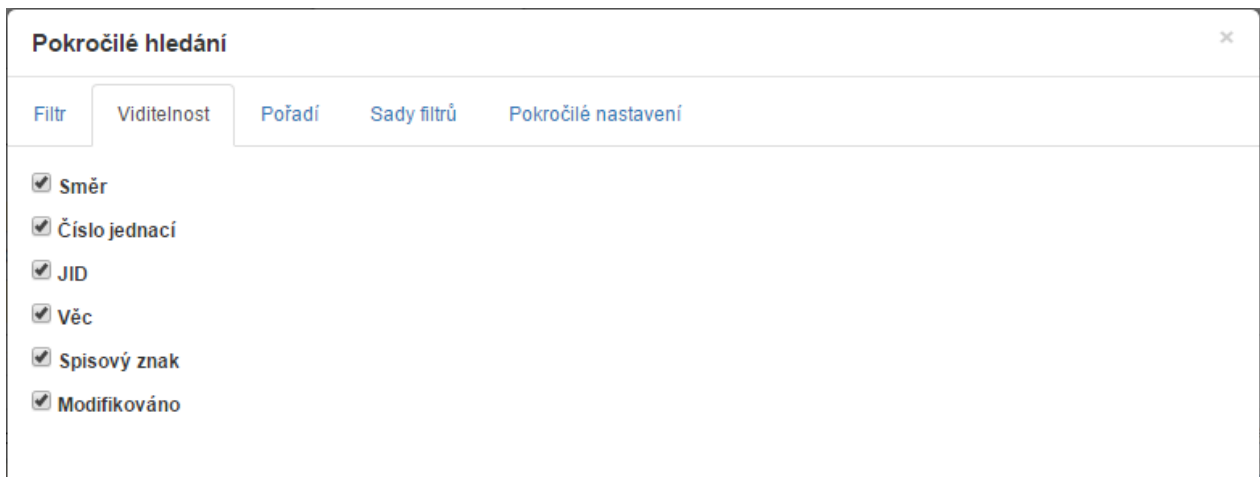 Pokročilé hledání
Filtr Viditelnost Pořadí Sady filtrů Pokročilé nastavení
Směr
Číslo jednací
JID
Věc
Spisový znak
Modifikováno